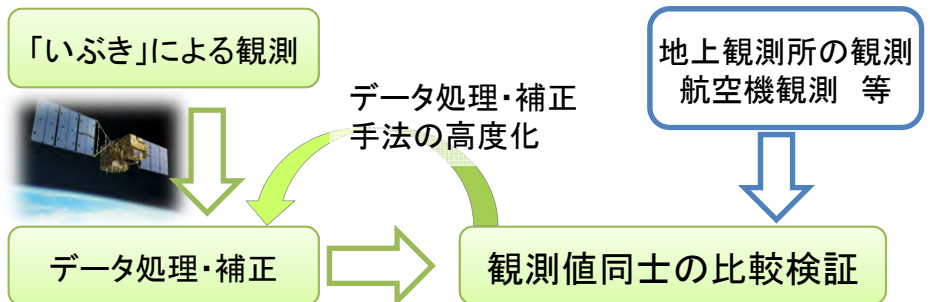 「いぶき」による観測
地上観測所の観測
航空機観測　等
データ処理・補正
手法の高度化
データ処理・補正
観測値同士の比較検証